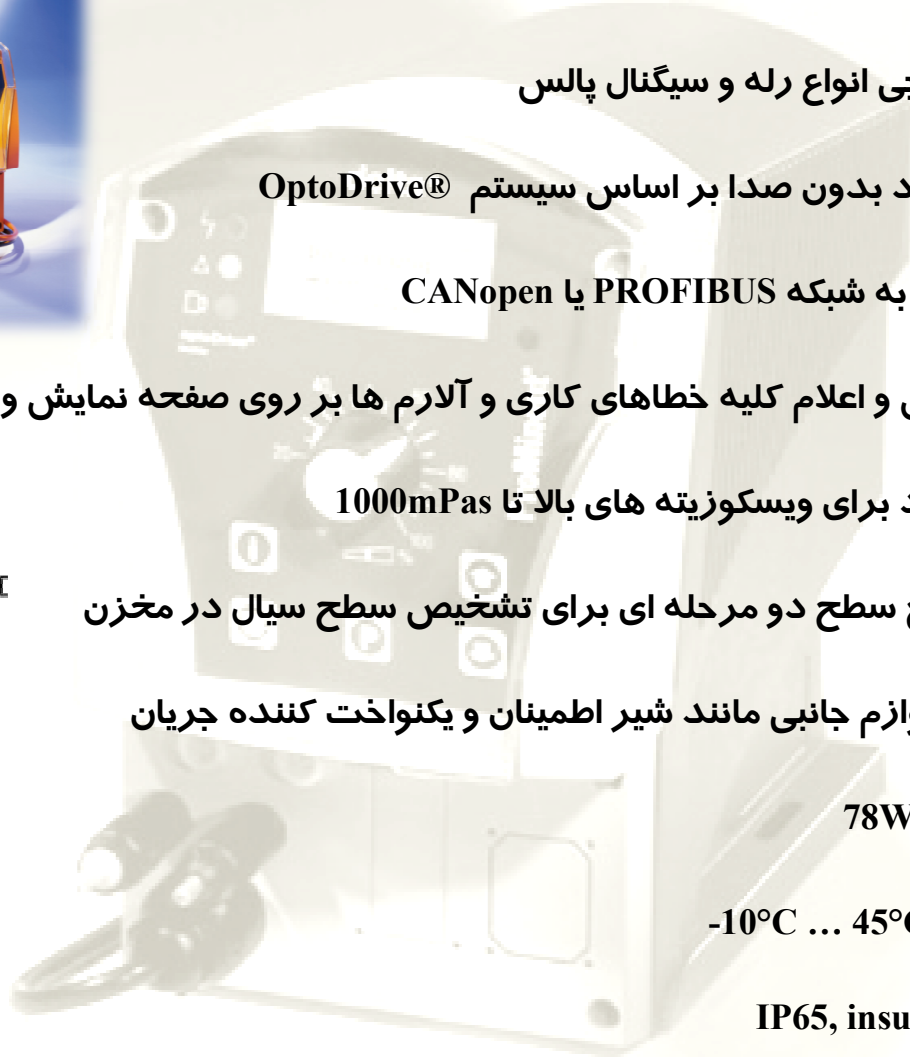 انواع رله و سیگنال پالس
بدون صدا بر اساس سیستم OptoDrive®
به شبکه PROFIBUS یا CANopen
و اعلام کلیه خطاهای کاری و آلارم ها بر روی صفحه نمایش و
برای ویسکوزیته های بالا تا 1000mPas
سطح دو مرحله ای برای تشخیص سطح سیال در مخزن
جانبی مانند شیر اطمینان و یکنواخت کننده جریان
78W
-10°C … 45°C
IP65, insu